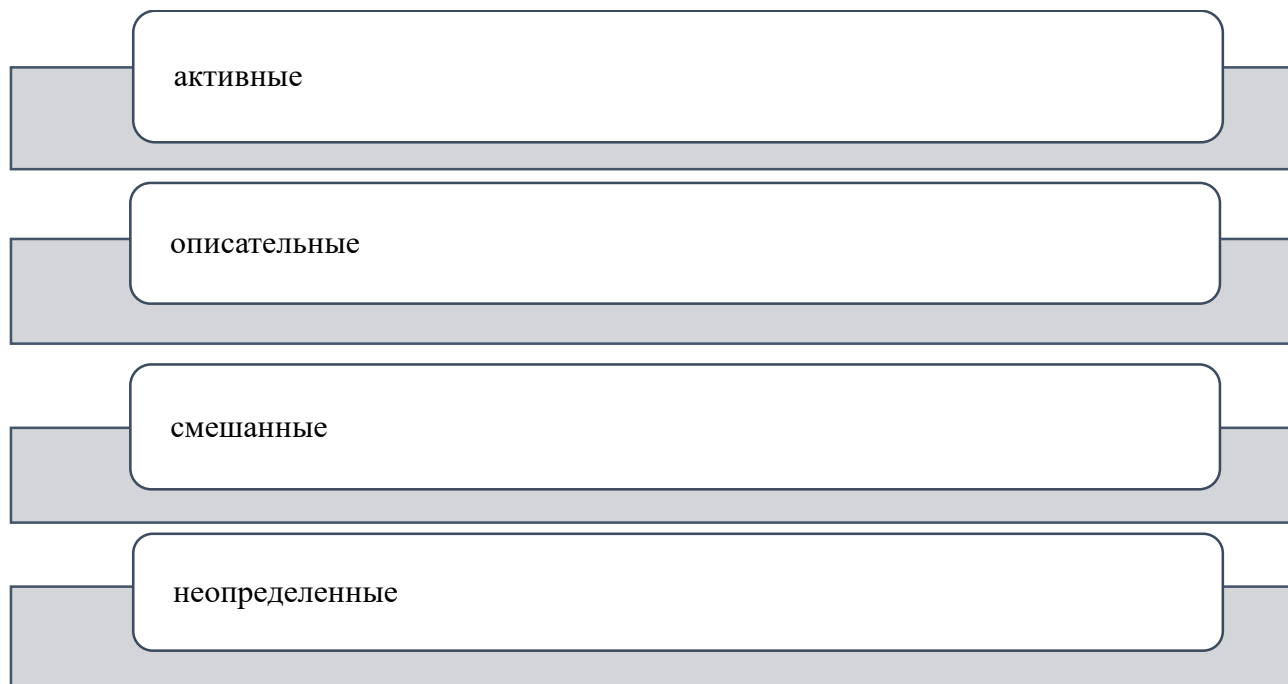 активные
описательные
смешанные
неопределенные